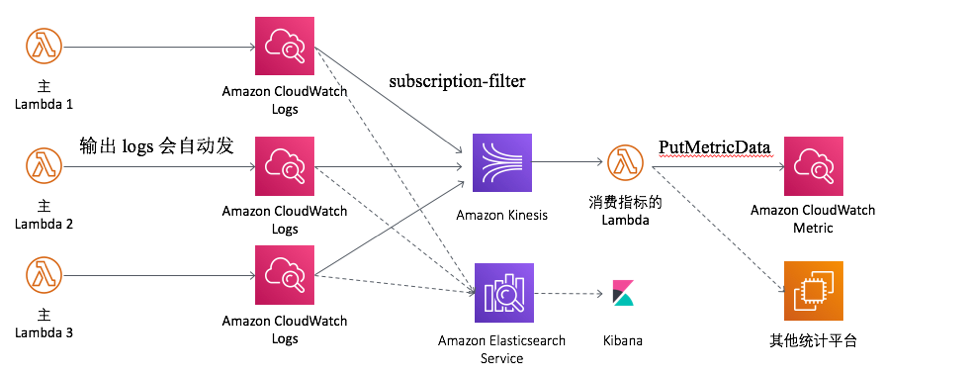 主
Lambda 1
Amazon CloudWatch
Logs
subscription-filter
输出 logs 会自动发
主
Lambda 2
Amazon CloudWatch
Logs
Amazon Kinesis
消费指标的
Lambda
PutMetricData
Amazon CloudWatch
Metric
主
Lambda 3
Amazon CloudWatch
Logs
Amazon Elasticsearch
Service
Kibana
其他统计平台